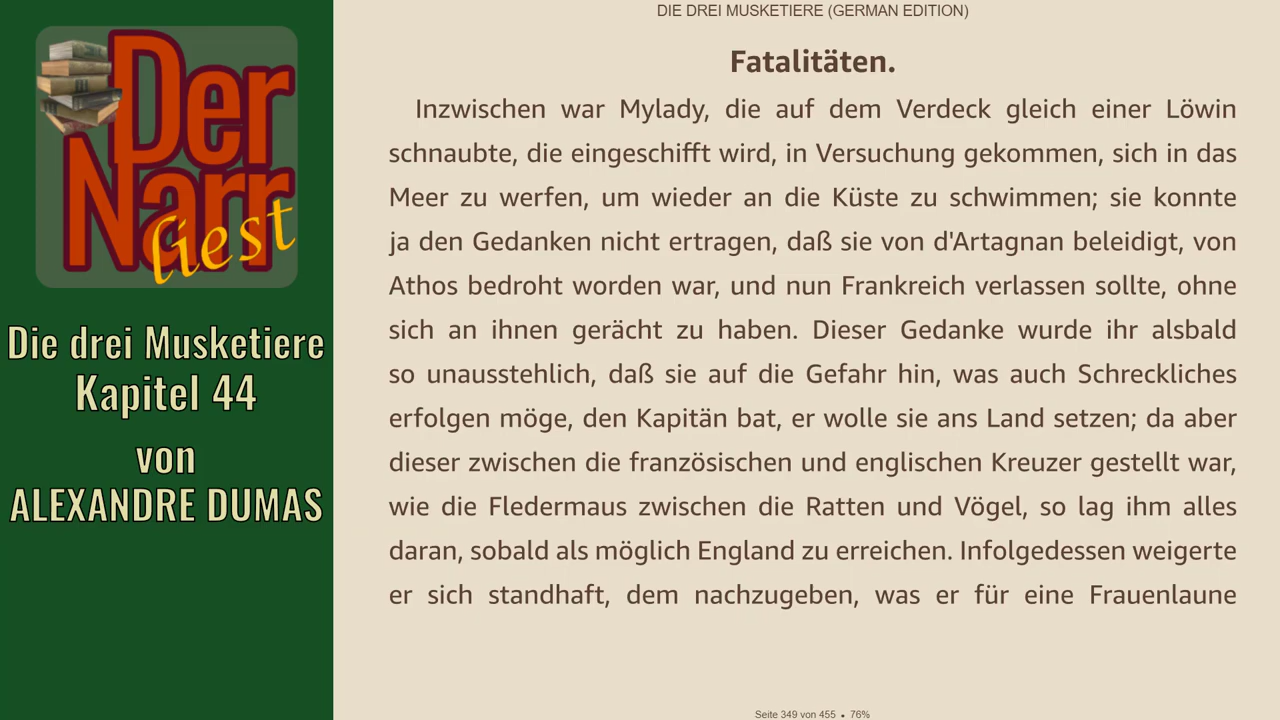 Der
Narr
liest
Die drei Musketiere
Kapitel 44
von
ALEXANDRE DUMAS
DIE DREI MUSKETIERE (GERMAN EDITION)
Fatalitäten.
Inzwischen war Mylady, die auf dem Verdeck gleich einer Löwin
schnaubte, die eingeschifft wird, in Versuchung gekommen, sich in das
Meer zu werfen, um wieder an die Küste zu schwimmen; sie konnte
ja den Gedanken nicht ertragen, daß sie von d'Artagnan beleidigt, von
Athos bedroht worden war, und nun Frankreich verlassen sollte, ohne
sich an ihnen gerächt zu haben. Dieser Gedanke wurde ihr alsbald
so unausstehlich, daß sie auf die Gefahr hin, was auch Schreckliches
erfolgen möge, den Kapitän bat, er wolle sie ans Land setzen; da aber
dieser zwischen die französischen und englischen Kreuzer gestellt war,
wie die Fledermaus zwischen die Ratten und Vögel, so lag ihm alles
daran, sobald als möglich England zu erreichen. Infolgedessen weigerte
er sich standhaft, dem nachzugeben, was er für eine Frauenlaune
Seite 349 von 455 • 76%